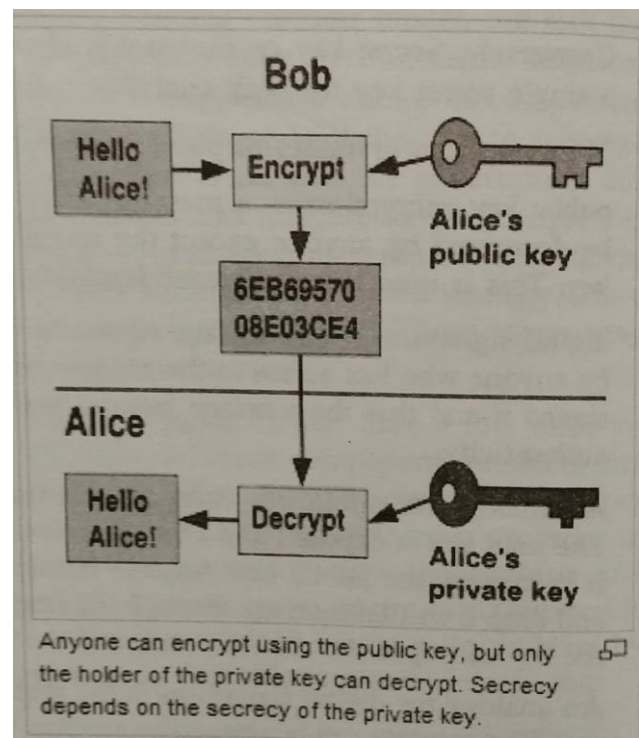 Bob
Hello
Alice!
Encrypt
Alice's
public key
6EB69570
08E03CE4
Alice
Hello
Alice!
Decrypt
Alice's
private key
Anyone can encrypt using the public key, but only
the holder of the private key can decrypt. Secrecy
depends on the secrecy of the private key.